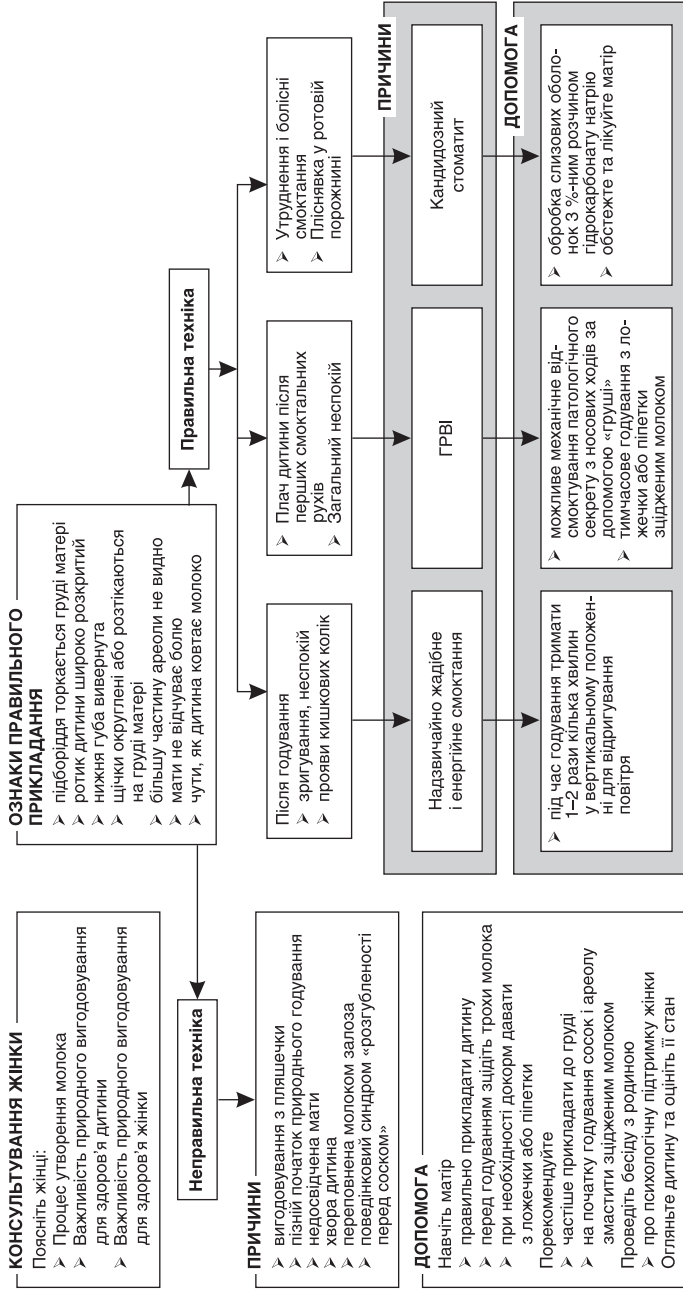 КОНСУЛЬТУВАННЯ ЖІНКИ
Поясніть жінці:
➢ Процес утворення молока
➢ Важливість природного вигодовування
для здоров'я дитини
➢ Важливість природного вигодовування
для здоров'я жінки
ОЗНАКИ ПРАВИЛЬНОГО
ПРИКЛАДАННЯ
➢ підборіддя торкається груді матері
➢ ротик дитини широко розкритий
➢ нижня губа вивернута
➢ щічки округлені або розтікаються
на груді матері
➢ більшу частину ареоли не видно
➢ мати не відчуває болю
➢ чути, як дитина ковтає молоко
Неправильна техніка
Правильна техніка
ПРИЧИНИ
➢ вигодовування з пляшечки
➢ пізній початок природнього годування
➢ недосвідчена мати
➢ хвора дитина
➢ переповнена молоком залоза
➢ поведінковий синдром «розгубленості
перед соском»
ДОПОМОГА
Навчіть матір
➢ правильно прикладати дитину
➢ перед годуванням зцідіть трохи молока
➢ при необхідності докорм давати
з ложечки або піпетки
Порекомендуйте
➢ частіше прикладати до груді
➢ на початку годування сосок і ареолу
змастити зцідженим молоком
Проведіть бесіду з родиною
➢ про психологічну підтримку жінки
Огляньте дитину та оцініть її стан
Після годування
➢ зригування, неспокій
➢ прояви кишкових колік
➢ Плач дитини після
перших смоктальних
рухів
➢ Загальний неспокій
➢ Утруднення і болісні
смоктання
➢ Пліснявка у ротовій
порожнині
ПРИЧИНИ
Надзвичайно жадібне
і енергійне смоктання
ГРВІ
Кандидозний
стоматит
ДОПОМОГА
➢ під час годування тримати
1–2 рази кілька хвилин
у вертикальному положен-
ні для відригування
повітря
➢ можливе механічне від-
смоктування патологічного
секрету з носових ходів за
допомогою «груші»
➢ тимчасове годування з ло-
жечки або піпетки
зцідженим молоком
➢ обробка слизових оболо-
нок 3 %-ним розчином
гідрокарбонату натрію
➢ обстежте та лікуйте матір